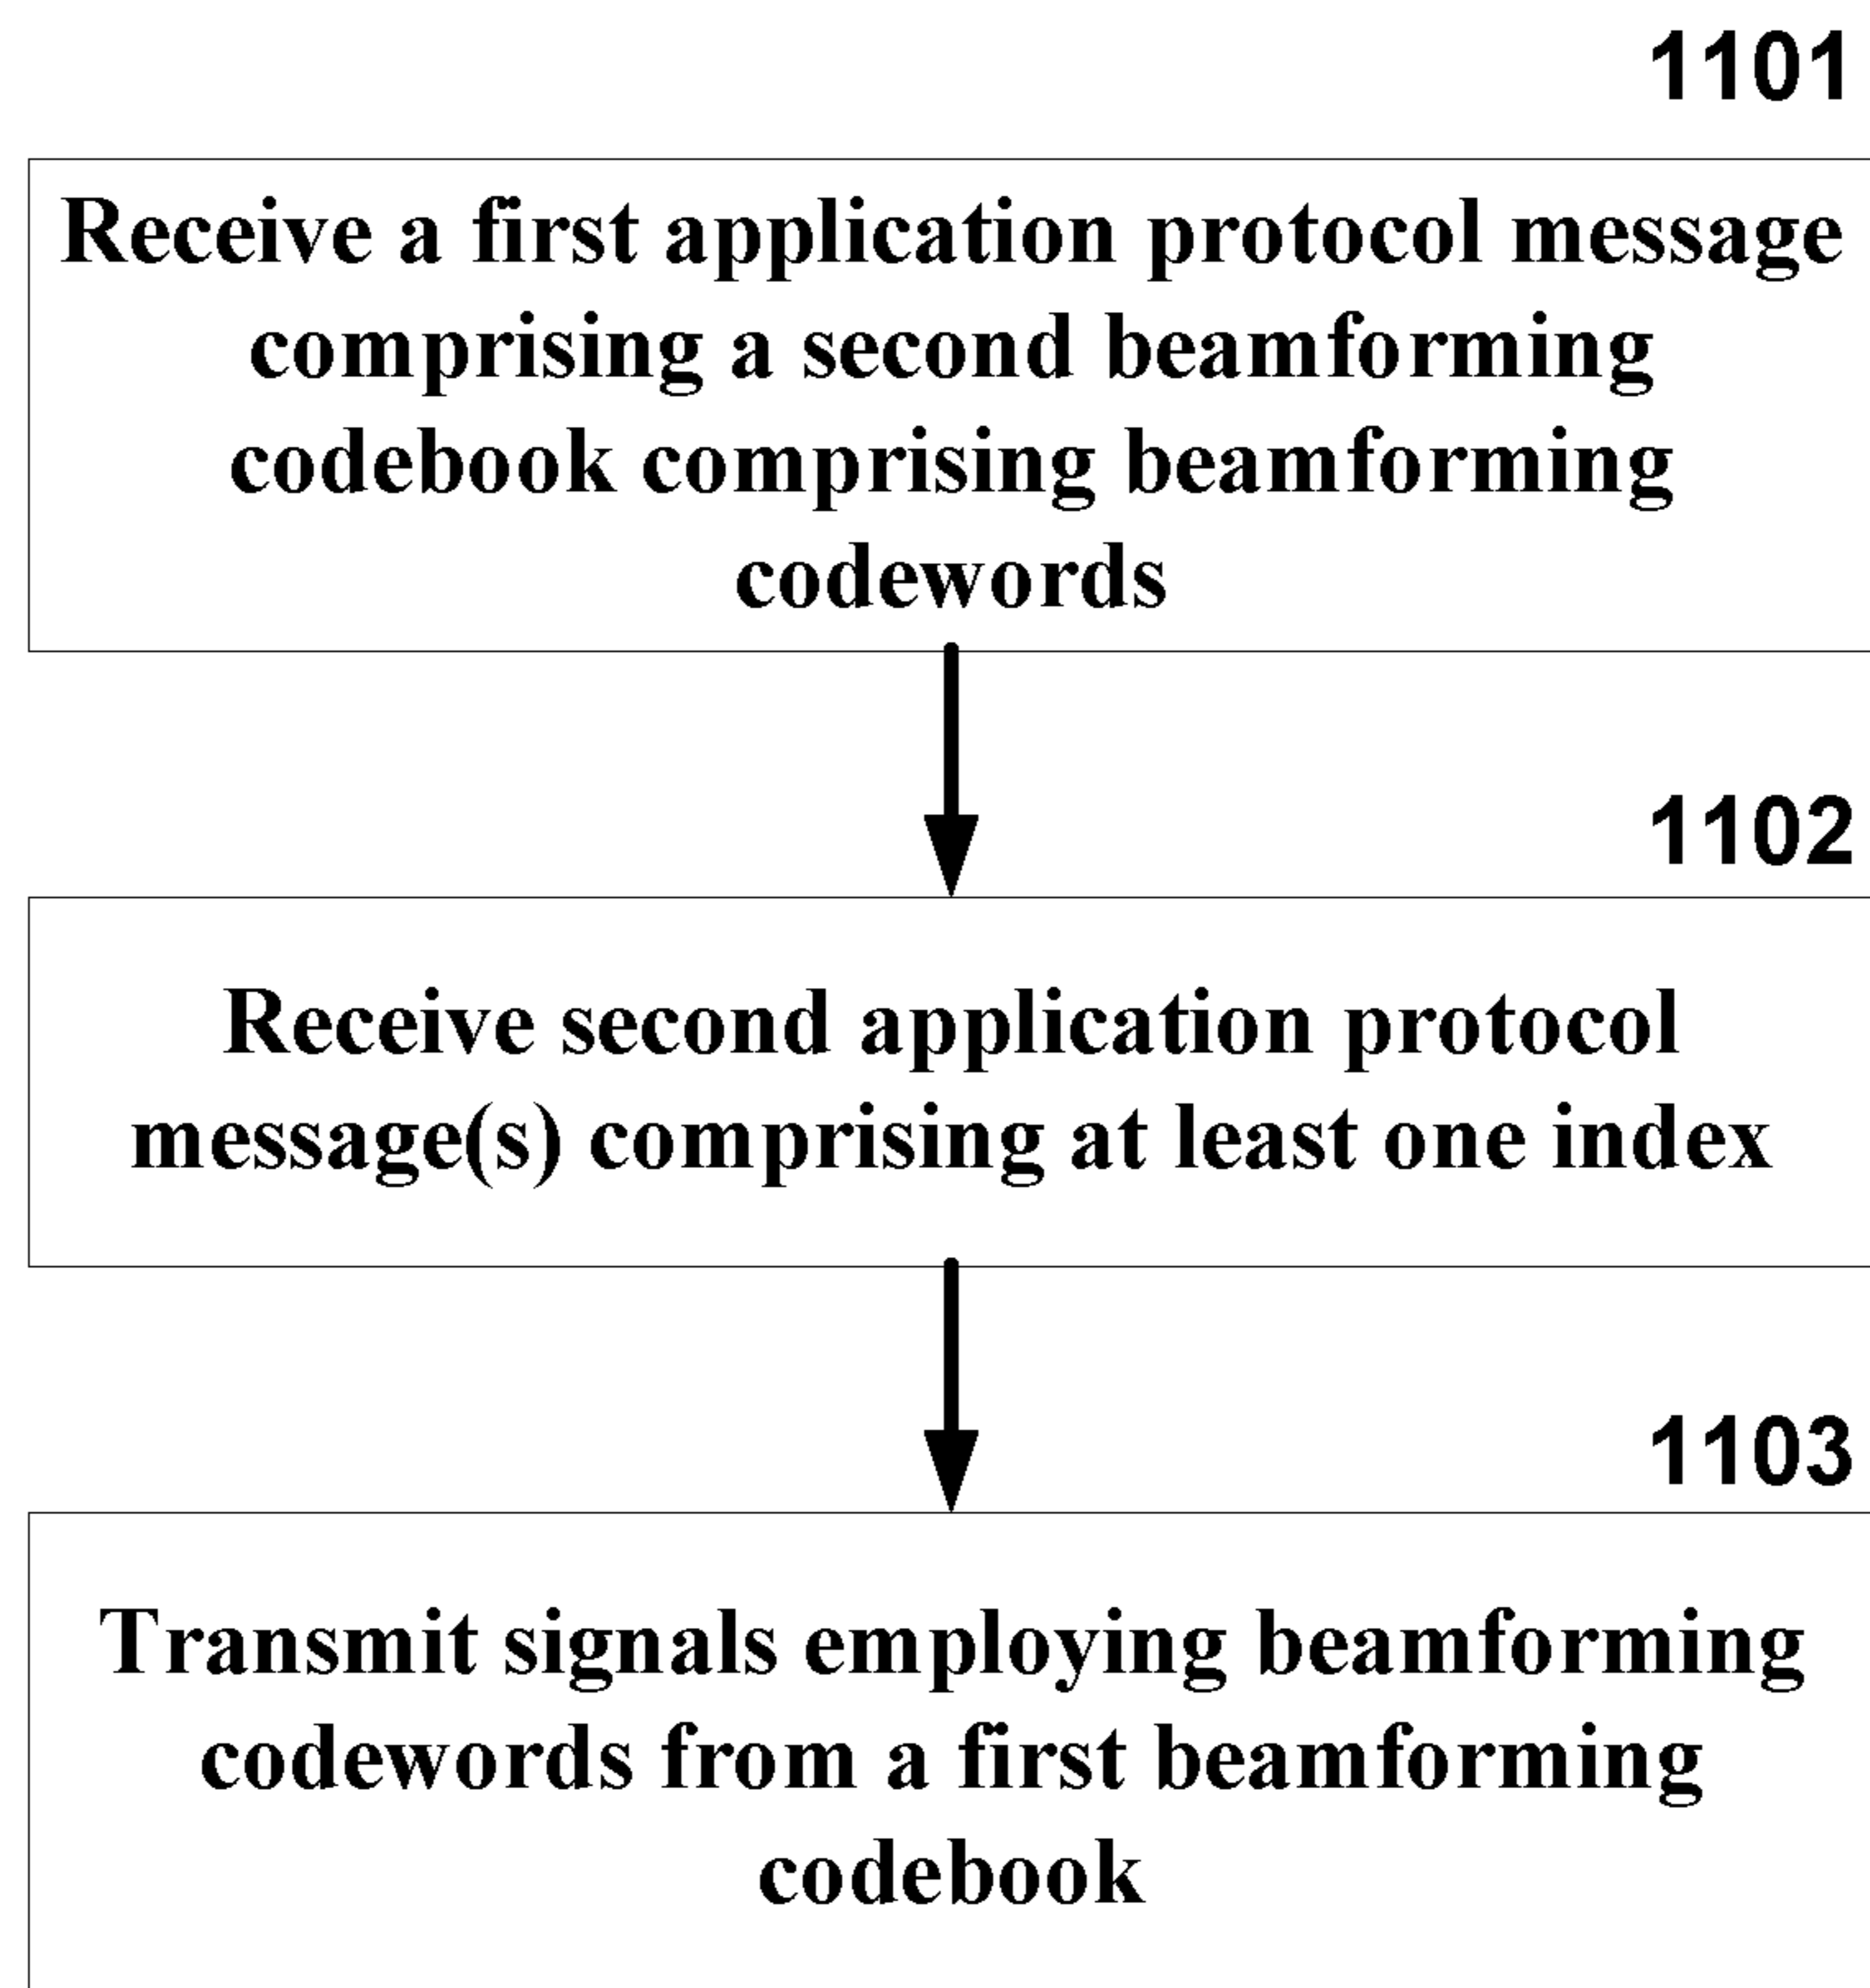 1101
Receive a first application protocol message
comprising a second beamforming
codebook comprising beamforming
codewords
1102
Receive second application protocol
message(s) comprising at least one index
1103
Transmit signals employing beamforming
codewords from a first beamforming
codebook